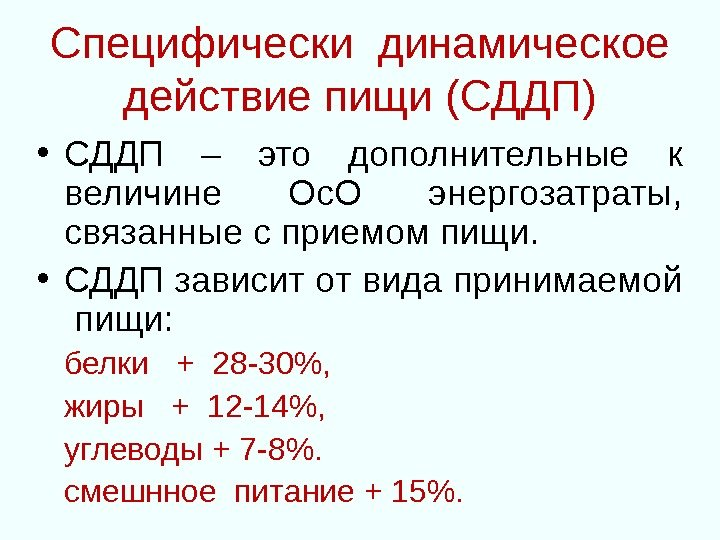 Специфически динамическое
действие пищи (СДДП)
• СДДП – это дополнительные к
величине ОсО энергозатраты,
связанные с приемом пищи.
• СДДП зависит от вида принимаемой
пищи:
белки + 28-30%,
жиры + 12-14%,
углеводы + 7-8%.
смешнное питание + 15%.